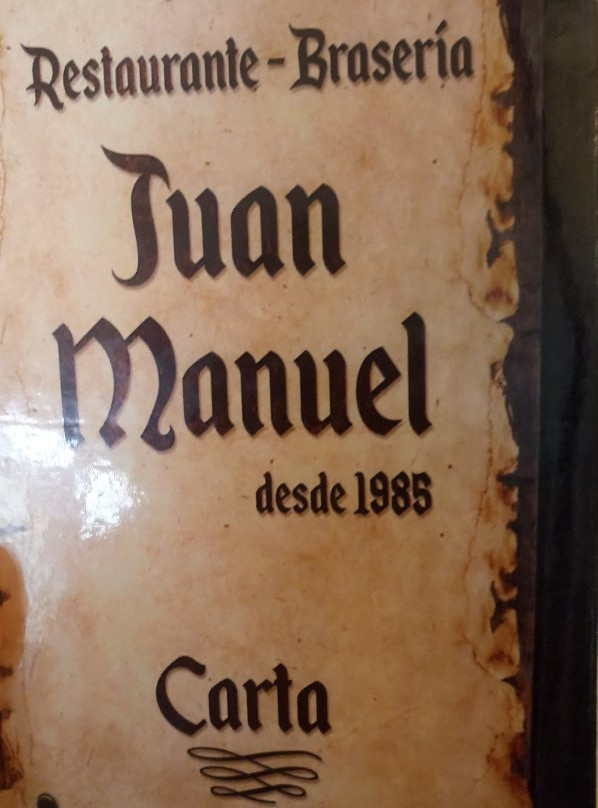 Restaurante-Brasería
Juan
Manuel
desde 1985
Carta